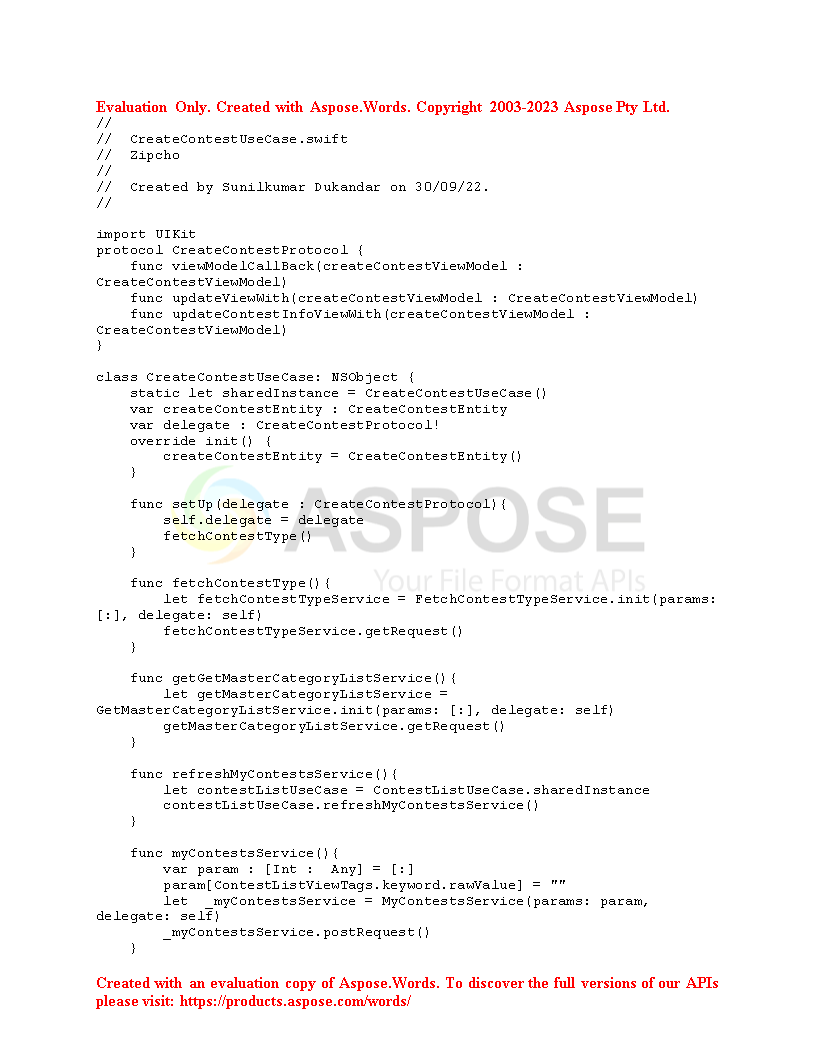 Evaluation Only. Created with Aspose.Words. Copyright 2003-2023 Aspose Pty Ltd.
//
//  CreateContestUseCase.swift
//  Zipcho
//
//  Created by Sunilkumar Dukandar on 30/09/22.
//

import UIKit
protocol CreateContestProtocol {
    func viewModelCallBack(createContestViewModel :
CreateContestViewModel)
    func updateViewWith(createContestViewModel : CreateContestViewModel)
    func updateContestInfoViewWith(createContestViewModel :
CreateContestViewModel)
}

class CreateContestUseCase: NSObject {
    static let sharedInstance = CreateContestUseCase()
    var createContestEntity : CreateContestEntity
    var delegate : CreateContestProtocol!
    override init() {
        createContestEntity = CreateContestEntity()
    }

    func setUp(delegate : CreateContestProtocol){
        self.delegate = delegate
        fetchContestType()
    }
ASPOSE
Your File Format APIs

    func fetchContestType(){
        let fetchContestTypeService = FetchContestTypeService.init(params:
[:], delegate: self)
        fetchContestTypeService.getRequest()
    }

    func getGetMasterCategoryListService(){
        let getMasterCategoryListService =
GetMasterCategoryListService.init(params: [:], delegate: self)
        getMasterCategoryListService.getRequest()
    }

    func refreshMyContestsService(){
        let contestListUseCase = ContestListUseCase.sharedInstance
        contestListUseCase.refreshMyContestsService()
    }

    func myContestsService(){
        var param : [Int :  Any] = [:]
        param[ContestListViewTags.keyword.rawValue] = ""
        let  _myContestsService = MyContestsService(params: param,
delegate: self)
        _myContestsService.postRequest()
    }

Created with an evaluation copy of Aspose.Words. To discover the full versions of our APIs
please visit: https://products.aspose.com/words/